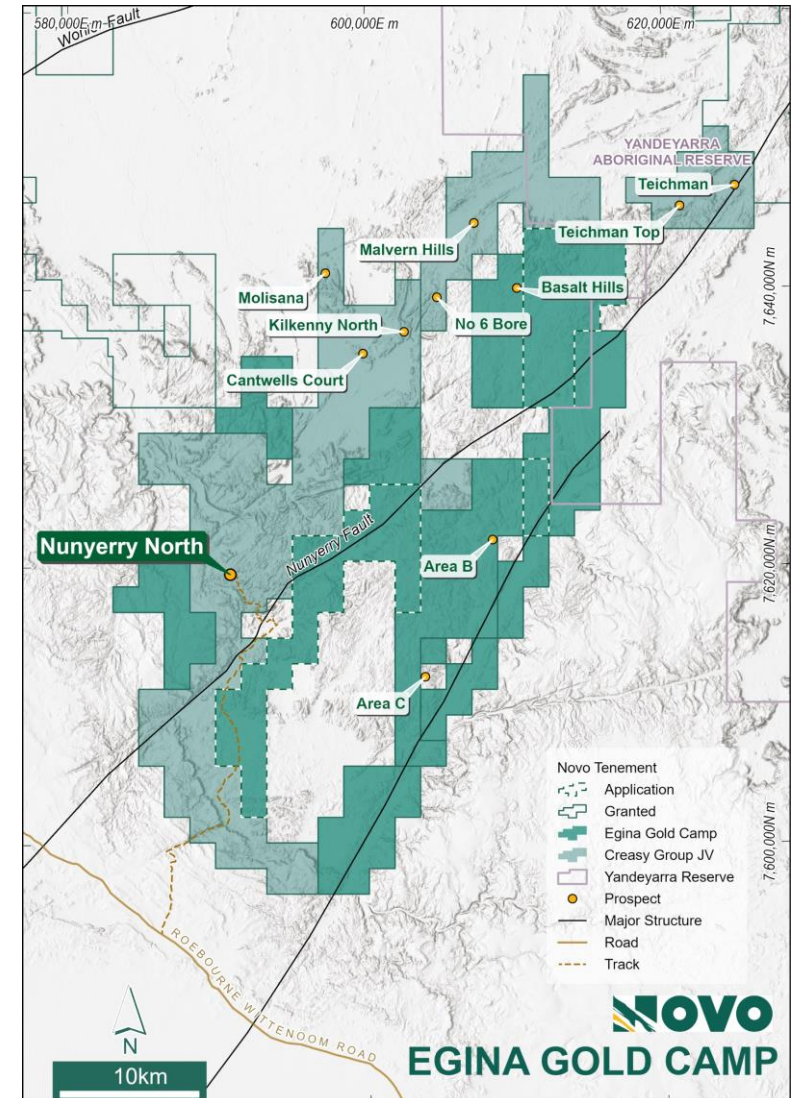 580,000E m
600,000E m
620,000E m
YANDEYARRA
ABORIGINAL RESERVE
Teichman
Teichman Top
Malvern Hills
Molisana
Basalt Hills
7,640,000N m
Kilkenny North
No 6 Bore
Cantwells Court
Nunyerry North
Nunyerry Fault
Area B
7,620,000N m
Area C
Novo Tenement
Application
Granted
Egina Gold Camp
Creasy Group JV
Yandeyarra Reserve
Prospect
Major Structure
Road
Track
7,600,000N m
ROEBOURNE WITTENOOM ROAD
N
10km
NOVO
EGINA GOLD CAMP